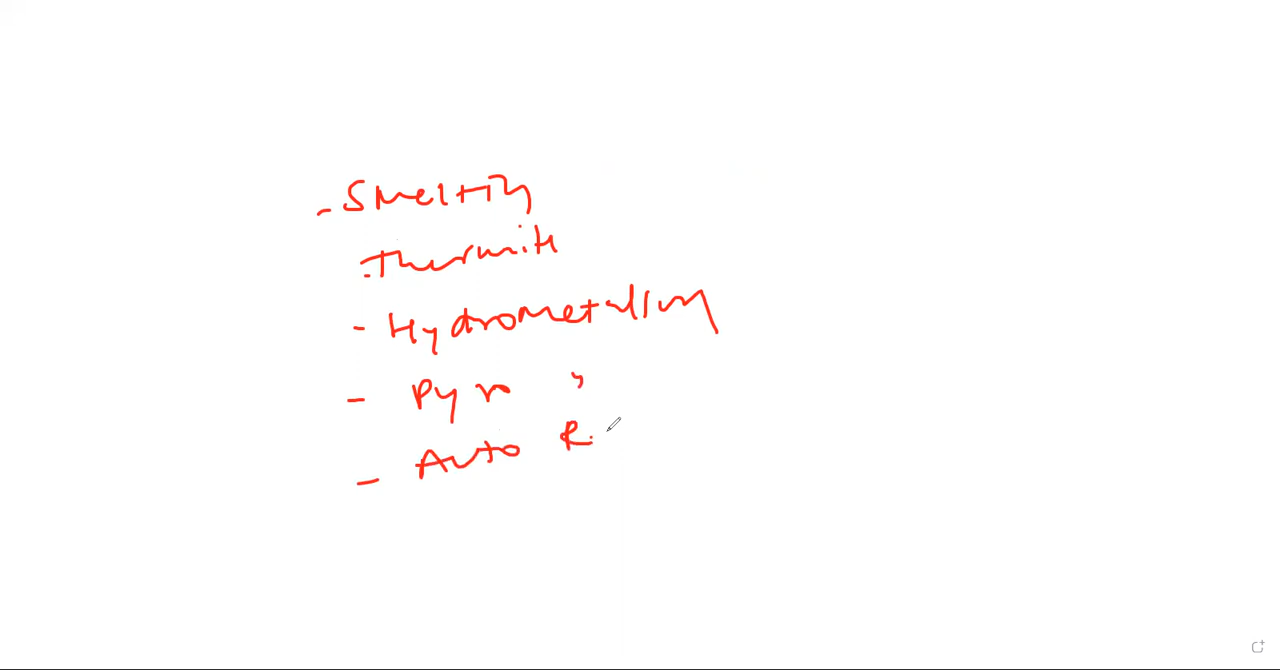 - Smelting
- Thermite
- Hydrometallurgy
- Pyro "
- Auto R.